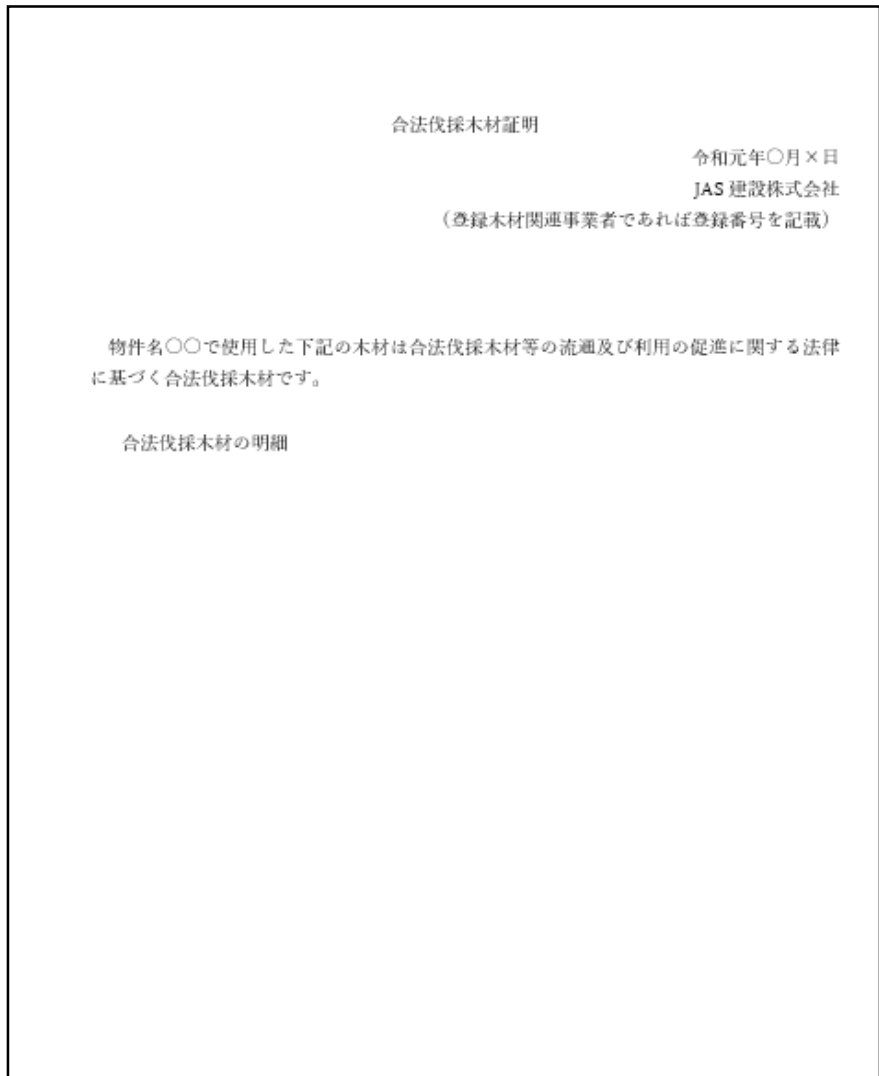 合法伐採木材証明
令和元年〇月×日
JAS 建設株式会社
（登録木材関連事業者であれば登録番号を記載）
物件名〇〇で使用した下記の木材は合法伐採木材等の流通及び利用の促進に関する法律
に基づく合法伐採木材です。
合法伐採木材の明細